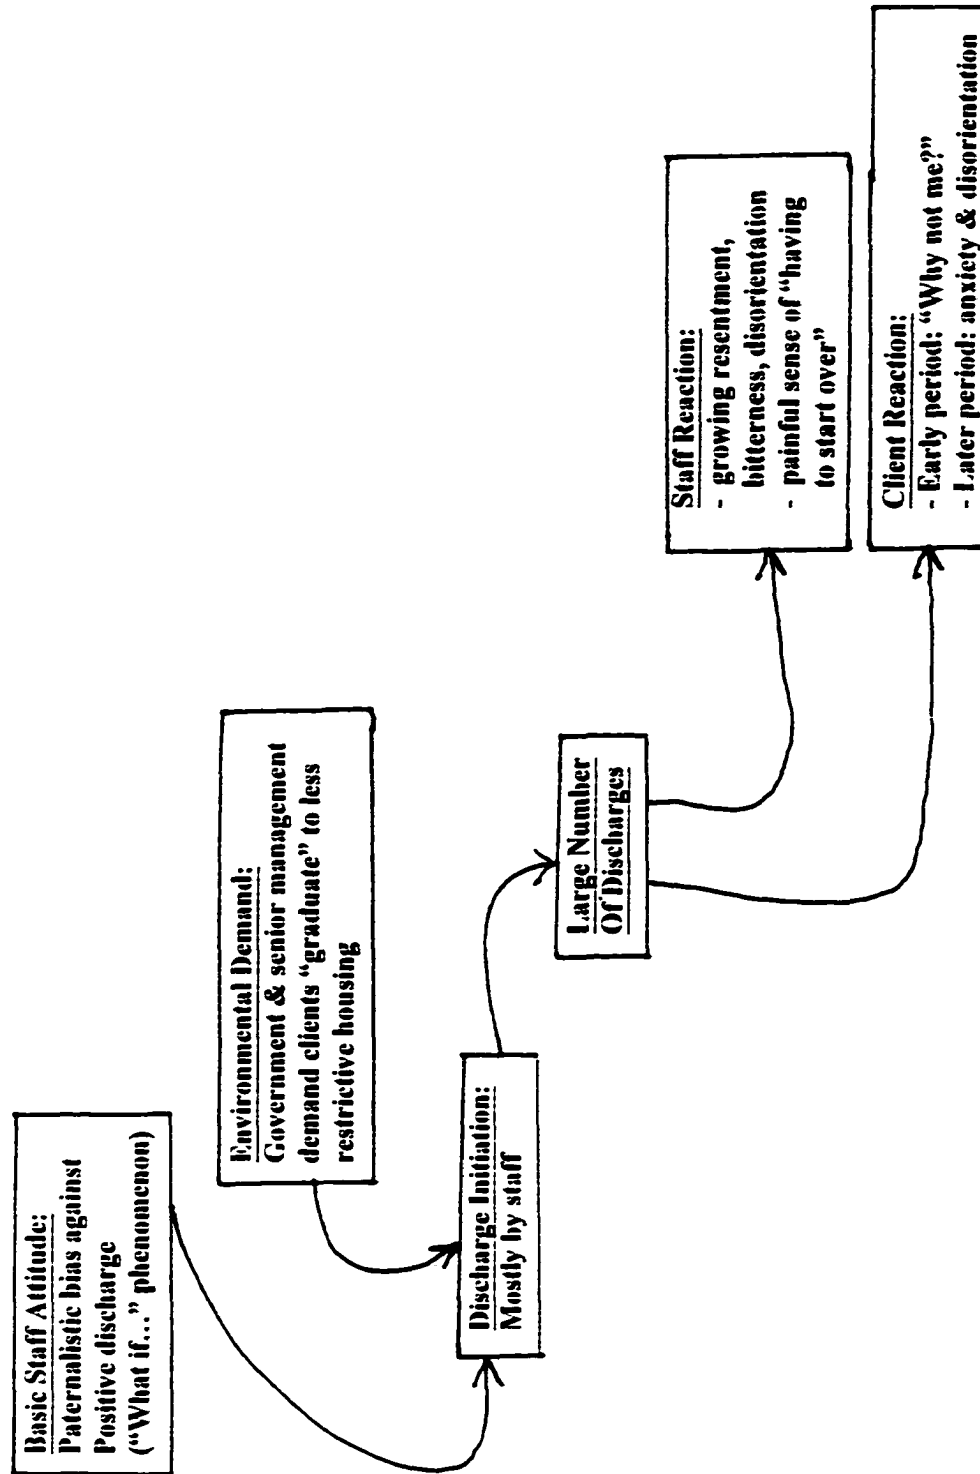 Basic Staff Attitude:
Paternalistic bias against
Positive discharge
(“What if...” phenomenon)
Environmental Demand:
Government & senior management
demand clients “graduate” to less
restrictive housing
Discharge Initiation:
Mostly by staff
Large Number
Of Discharges
Staff Reaction:
- growing resentment,
bitterness, disorientation
- painful sense of “having
to start over”
Client Reaction:
- Early period: “Why not me?”
- Later period: anxiety & disorientation